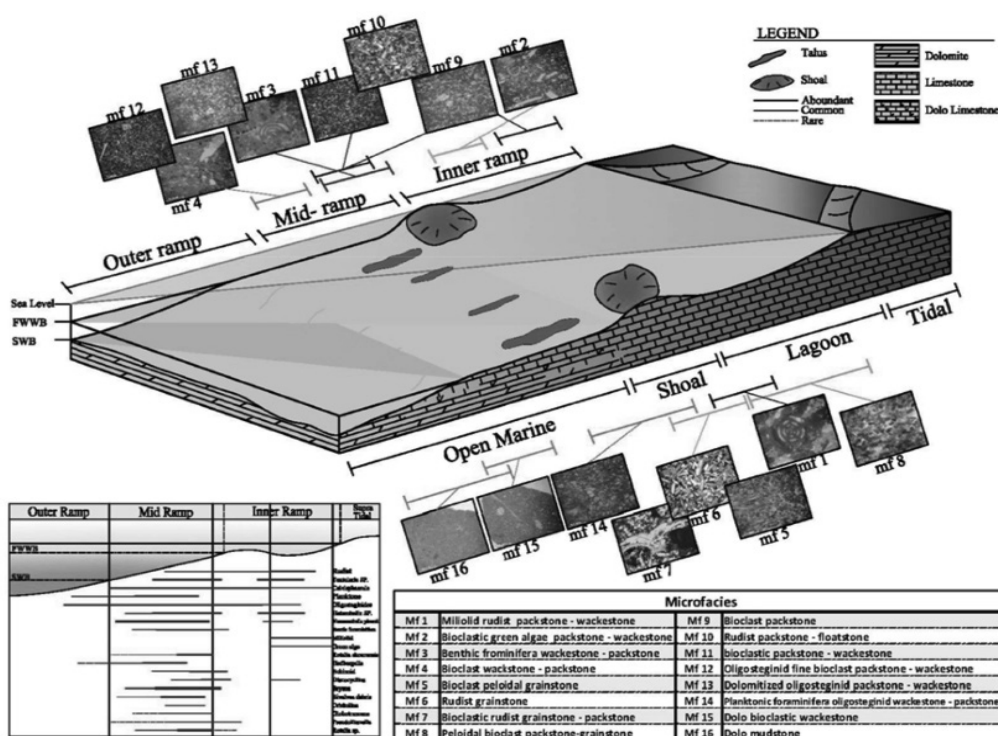 mf 10
mf 2
mf 13
mf 11
mf 9
mf 3
mf 12
mf 4
LEGEND
Talus
Shoal
Aboundant
Common
Rare
Dolomite
Limestone
Dolo Limestone
Outer ramp
Mid- ramp
Inner ramp
Sea Level
FWWB
SWB
Tidal
Lagoon
Shoal
Open Marine
mf 1
mf 8
mf 6
mf 5
mf 14
mf 7
mf 15
mf 16
Outer Ramp
Mid Ramp
Inner Ramp
Tidal
FWWB
SWB
Rudist
Planktons
Oligosteginidae
Miliolid
Microfacies
Mf 1 Miliolid rudist packstone - wackestone
Mf 9 Bioclast packstone
Mf 2 Bioclastic green algae packstone - wackestone
Mf 10 Rudist packstone - floatstone
Mf 3 Benthic frominifera wackestone - packstone
Mf 11 bioclastic packstone - wackestone
Mf 4 Bioclast wackstone - packstone
Mf 12 Oligosteginid fine bioclast packstone - wackestone
Mf 5 Bioclast peloidal grainstone
Mf 13 Dolomitized oligosteginid packstone - wackestone
Mf 6 Rudist grainstone
Mf 14 Planktonic foraminifera oligosteginid wackestone - packstone
Mf 7 Bioclastic rudist grainstone - packstone
Mf 15 Dolo bioclastic wackestone
Mf 8 Peloidal bioclast packstone-grainstone
Mf 16 Dolo mudstone